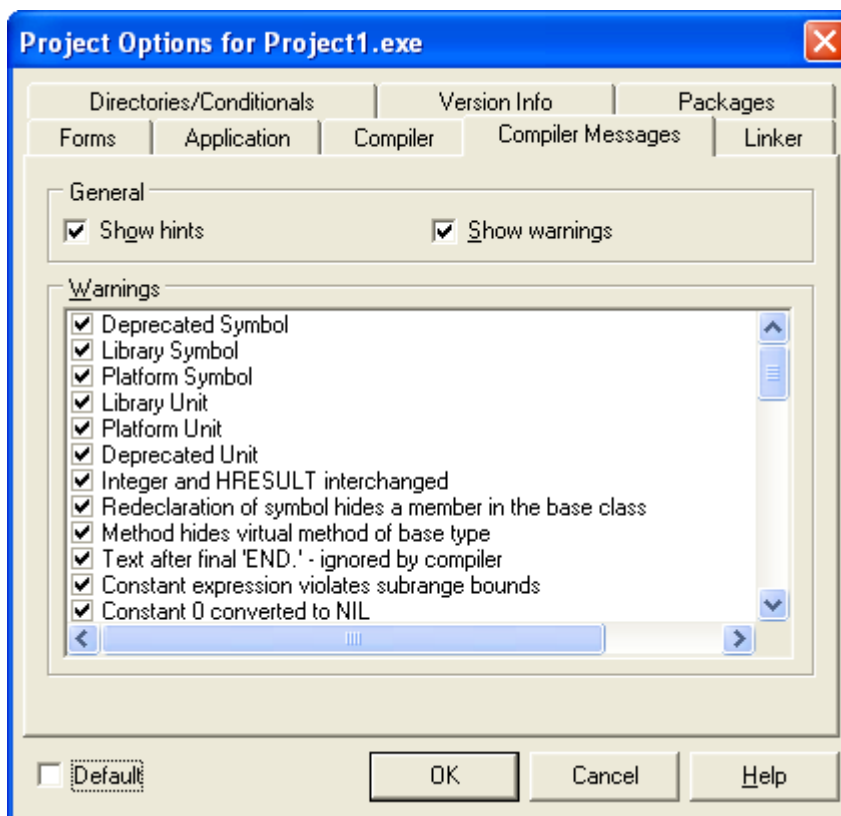 Project Options for Project1.exe
Directories/Conditionals Version Info Packages
Forms Application Compiler Compiler Messages Linker
General
Show hints Show warnings
Warnings
Deprecated Symbol
Library Symbol
Platform Symbol
Library Unit
Platform Unit
Deprecated Unit
Integer and HRESULT interchanged
Redeclaration of symbol hides a member in the base class
Method hides virtual method of base type
Text after final 'END.' - ignored by compiler
Constant expression violates subrange bounds
Constant 0 converted to NIL
Default OK Cancel Help